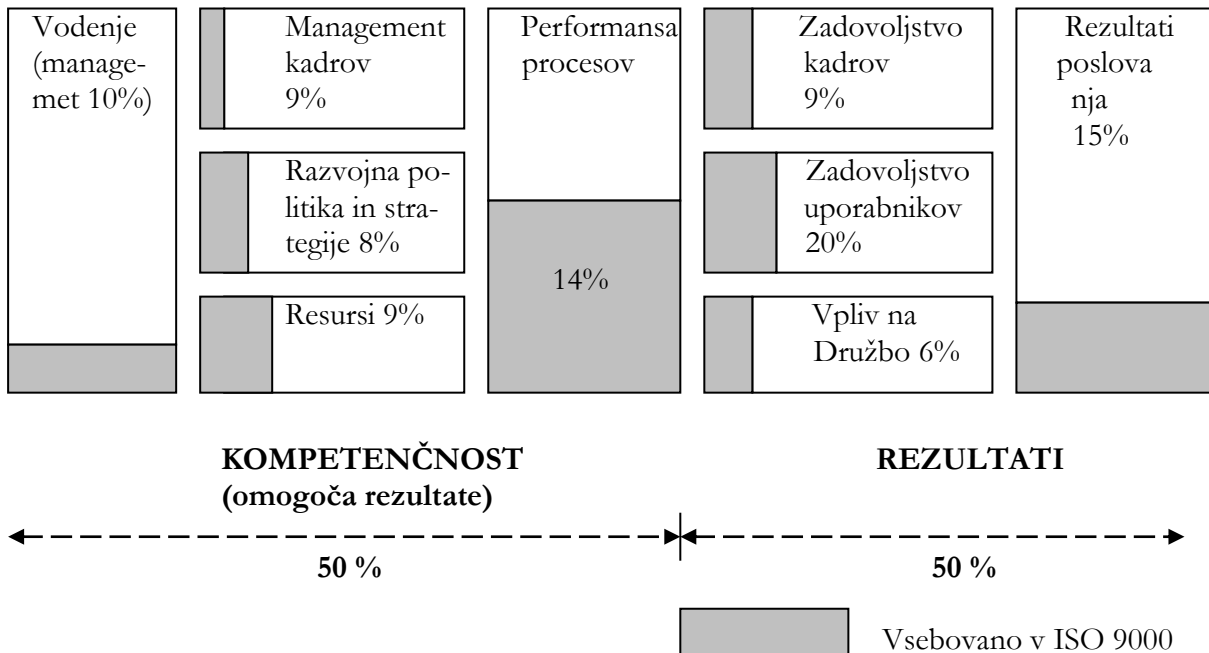 Vodenje
(manage-
met 10%)
Management
kadrov
9%
Razvojna po-
litika in stra-
tegije 8%
Resursi 9%
Performansa
procesov
14%
Zadovoljstvo
kadrov
9%
Zadovoljstvo
uporabnikov
20%
Vpliv na
Družbo 6%
Rezultati
poslova
nja
15%
KOMPETENČNOST
(omogoča rezultate)
REZULTATI
50 %
50 %
Vsebovano v ISO 9000